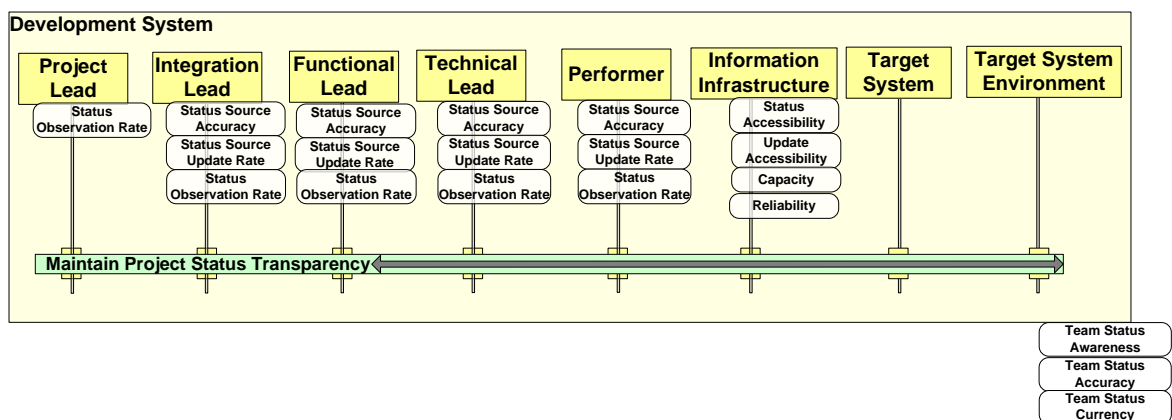 Development System
Project
Lead
Integration
Lead
Functional
Lead
Technical
Lead
Performer
Information
Infrastructure
Target
System
Target System
Environment
Status
Observation Rate
Status Source
Accuracy
Status Source
Update Rate
Status
Observation Rate
Status Source
Accuracy
Status Source
Update Rate
Status
Observation Rate
Status Source
Accuracy
Status Source
Update Rate
Status
Observation Rate
Status Source
Accuracy
Status Source
Update Rate
Status
Observation Rate
Status
Accessibility
Update
Accessibility
Capacity
Reliability
Maintain Project Status Transparency
Team Status
Awareness
Team Status
Accuracy
Team Status
Currency